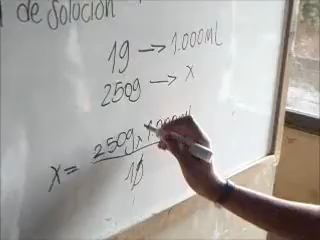 de solución
1g → 1.000ml
250g → x
x = 250g x 1.000ml
1g